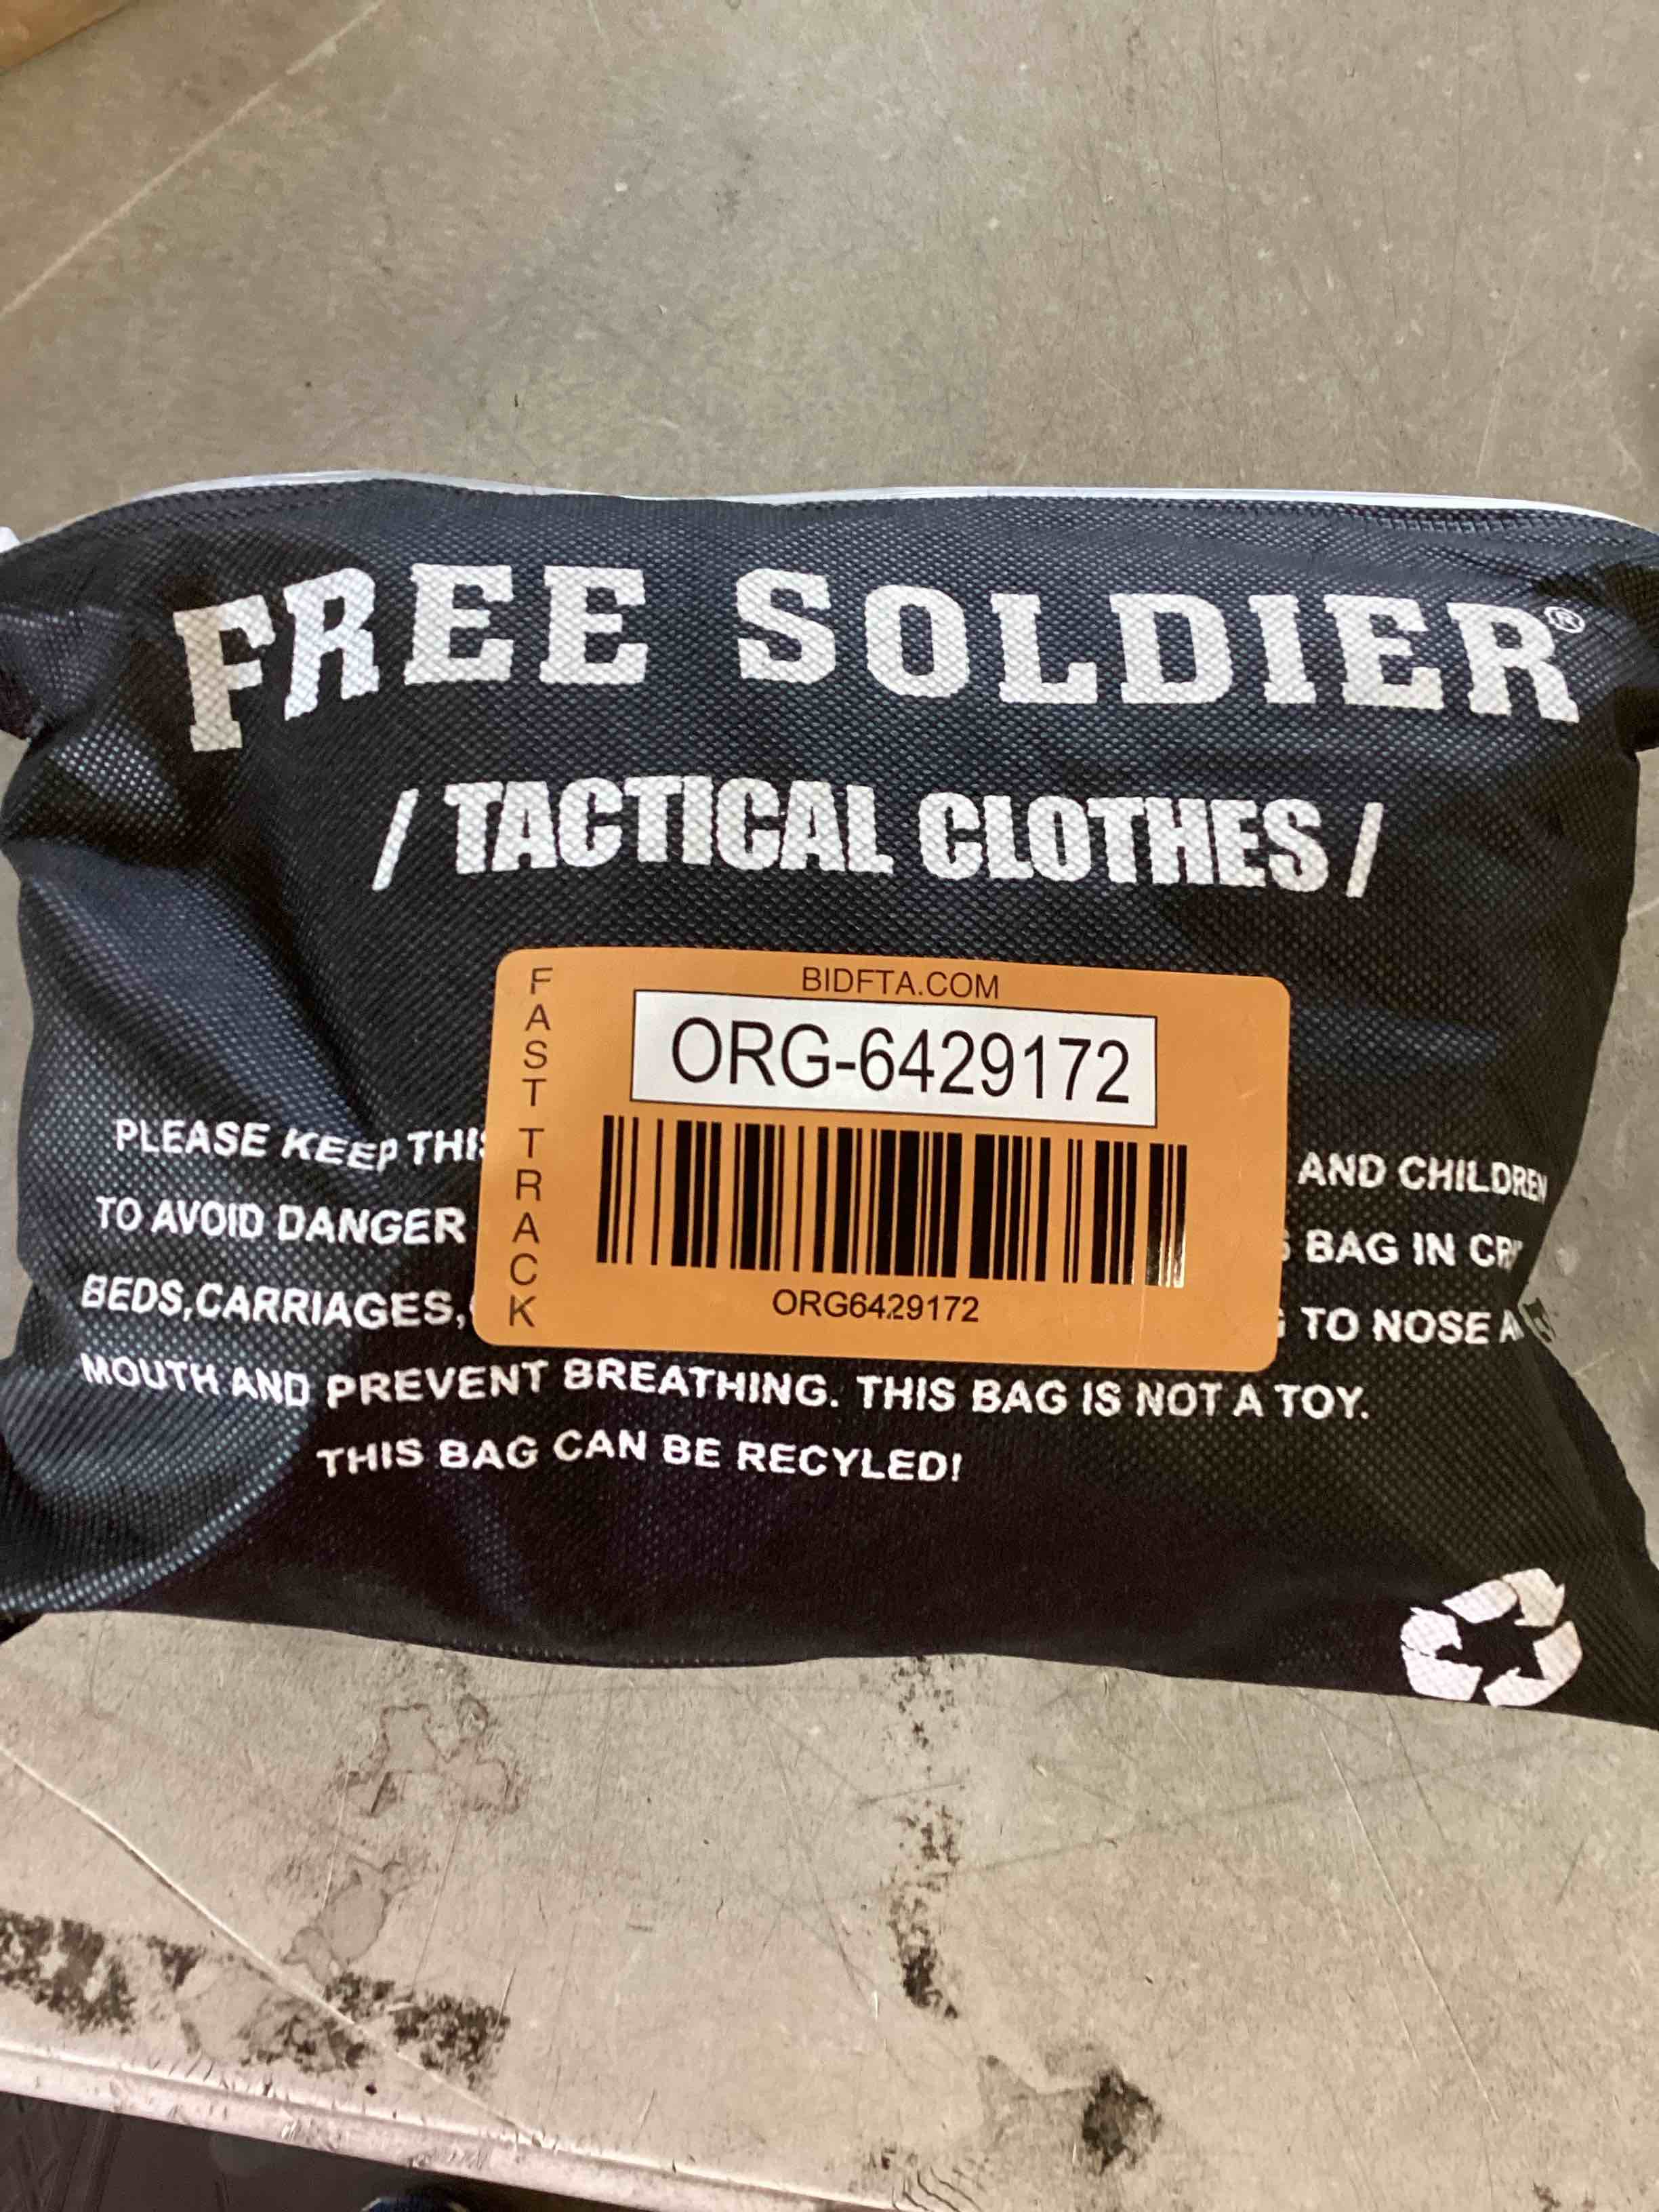 FREE SOLDIER®
/ TACTICAL CLOTHES /
FAST TRACK
BIDFTA.COM
ORG-6429172
ORG6429172
PLEASE KEEP AND CHILDREN
TO AVOID DANGER BAG IN
BEDS,CARRIAGES, TO NOSE
MOUTH AND PREVENT BREATHING. THIS BAG IS NOT A TOY.
THIS BAG CAN BE RECYLED!